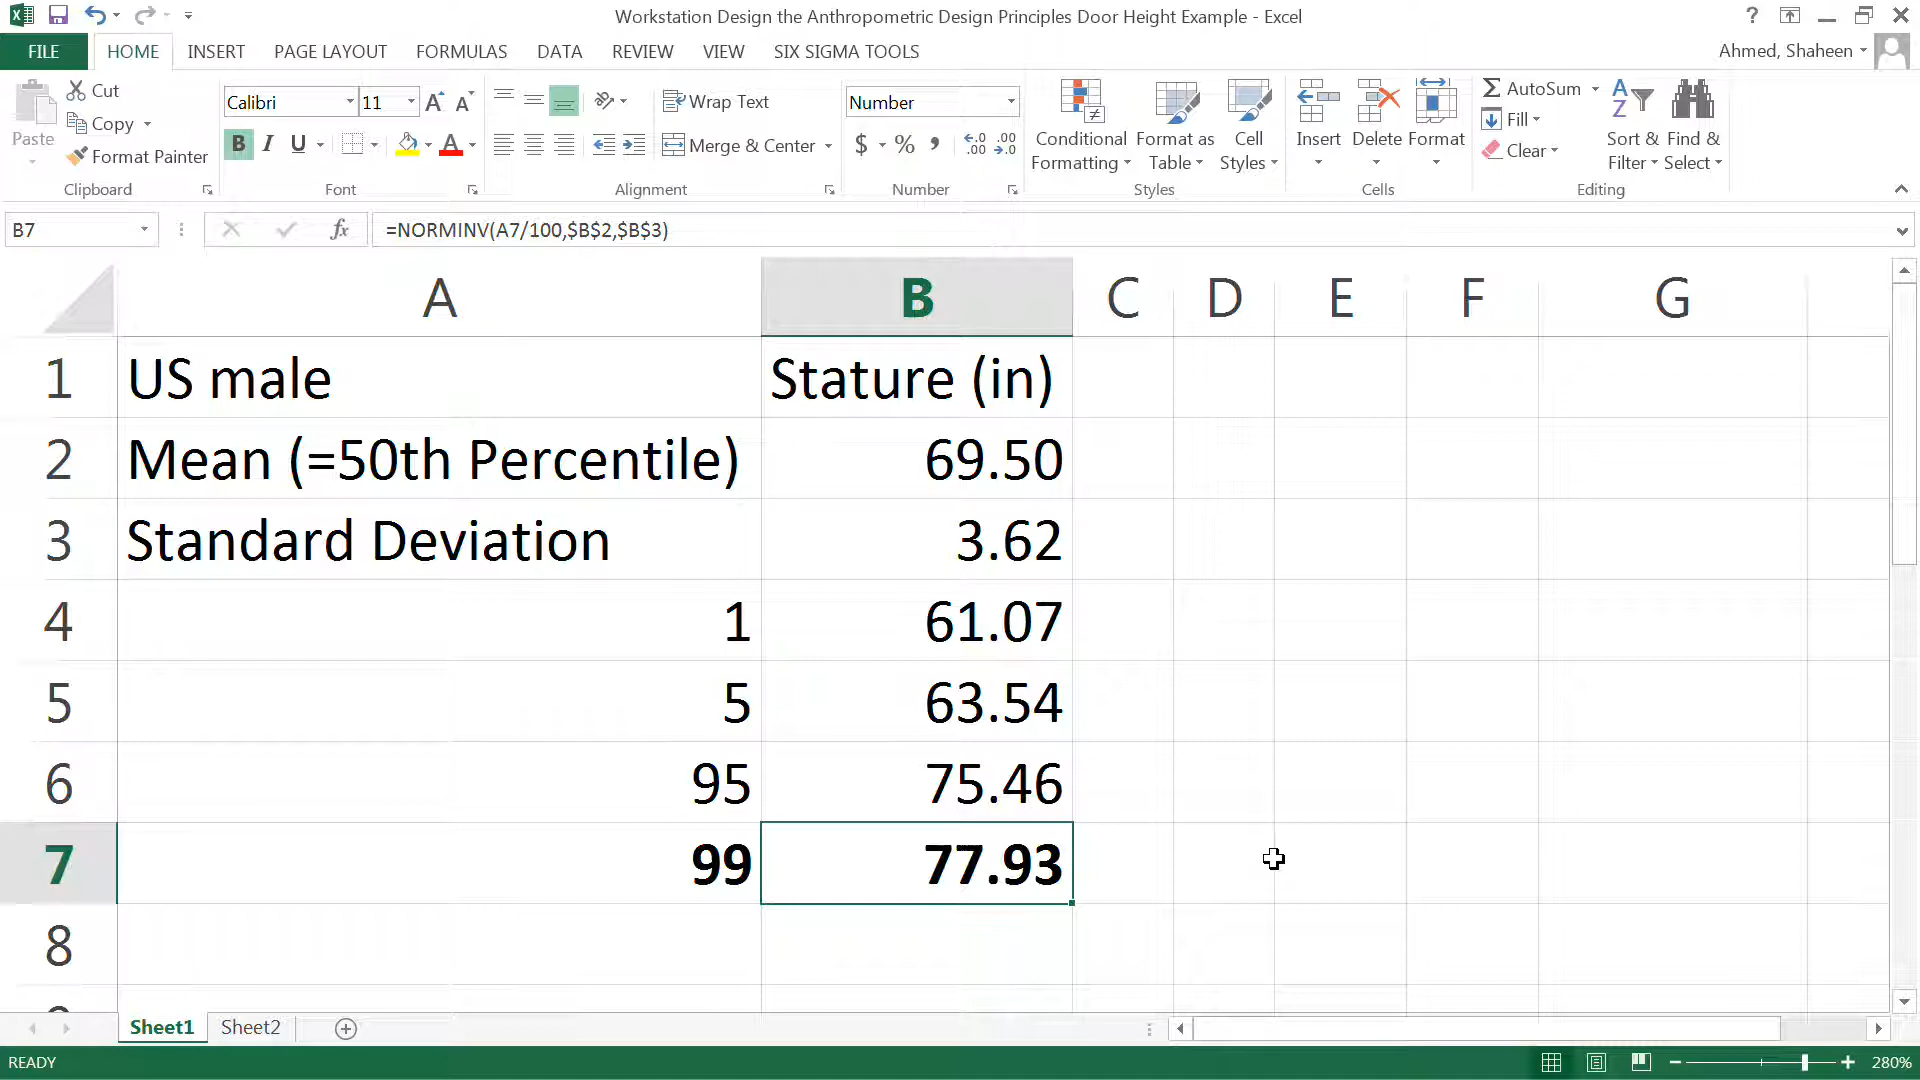 Workstation Design the Anthropometric Design Principles Door Height Example - Excel
FILE HOME INSERT PAGE LAYOUT FORMULAS DATA REVIEW VIEW SIX SIGMA TOOLS Ahmed, Shaheen
Paste
Cut
Copy
Format Painter
Clipboard
Calibri 11
B I U
Font
Wrap Text
Merge & Center
Alignment
Number
$ % ,
Number
Conditional Formatting
Format as Table
Cell Styles
Styles
Insert Delete Format
Cells
AutoSum
Fill
Clear
Sort & Filter
Find & Select
Editing
B7 fx =NORMINV(A7/100,$B$2,$B$3)
A B C D E F G
1 US male Stature (in)
2 Mean (=50th Percentile) 69.50
3 Standard Deviation 3.62
4 1 61.07
5 5 63.54
6 95 75.46
7 99 77.93
8
Sheet1 Sheet2
READY 280%